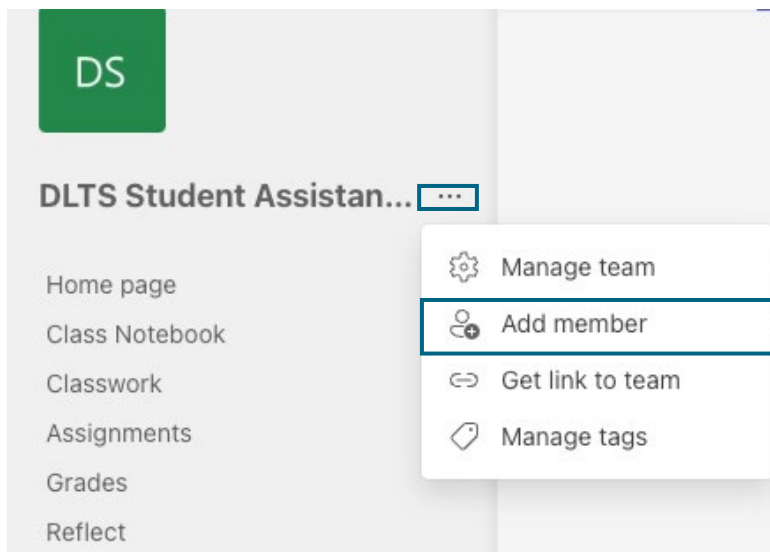 DS
DLTS Student Assistan... ...
Home page
Class Notebook
Classwork
Assignments
Grades
Reflect
Manage team
Add member
Get link to team
Manage tags